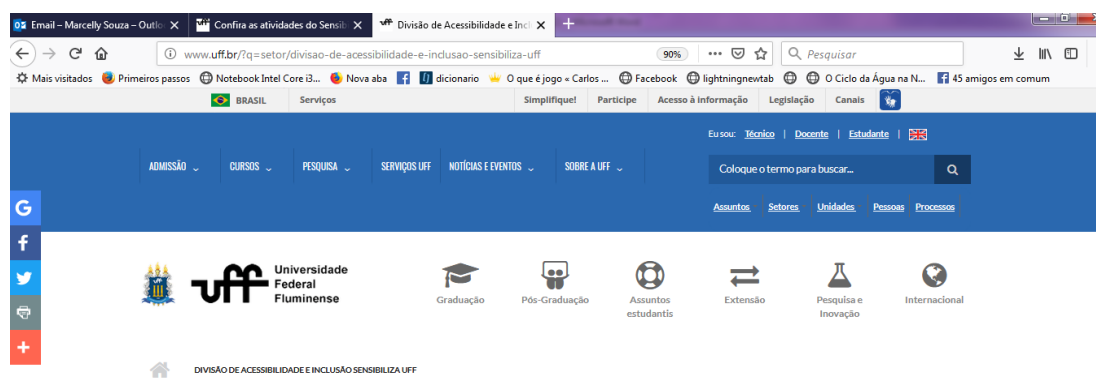 Email – Marcelly Souza – Outlo
Confira as atividades do Sensib
Divisão de Acessibilidade e Incl
www.uff.br/?q=setor/divisao-de-acessibilidade-e-inclusao-sensibiliza-uff
90%
Pesquisar
Mais visitados
Primeiros passos
Notebook Intel Core i3...
Nova aba
dicionario
O que é jogo « Carlos ...
Facebook
lightningnewtab
O Ciclo da Água na N...
45 amigos em comum
BRASIL
Serviços
Simplifique!
Participe
Acesso à informação
Legislação
Canais
Eu sou: Técnico | Docente | Estudante |
ADMISSÃO
CURSOS
PESQUISA
SERVIÇOS UFF
NOTÍCIAS E EVENTOS
SOBRE A UFF
Coloque o termo para buscar...
Assuntos
Setores
Unidades
Pessoas
Processos
uff
Universidade
Federal
Fluminense
Graduação
Pós-Graduação
Assuntos
estudantis
Extensão
Pesquisa e
Inovação
Internacional
DIVISÃO DE ACESSIBILIDADE E INCLUSÃO SENSIBILIZA UFF